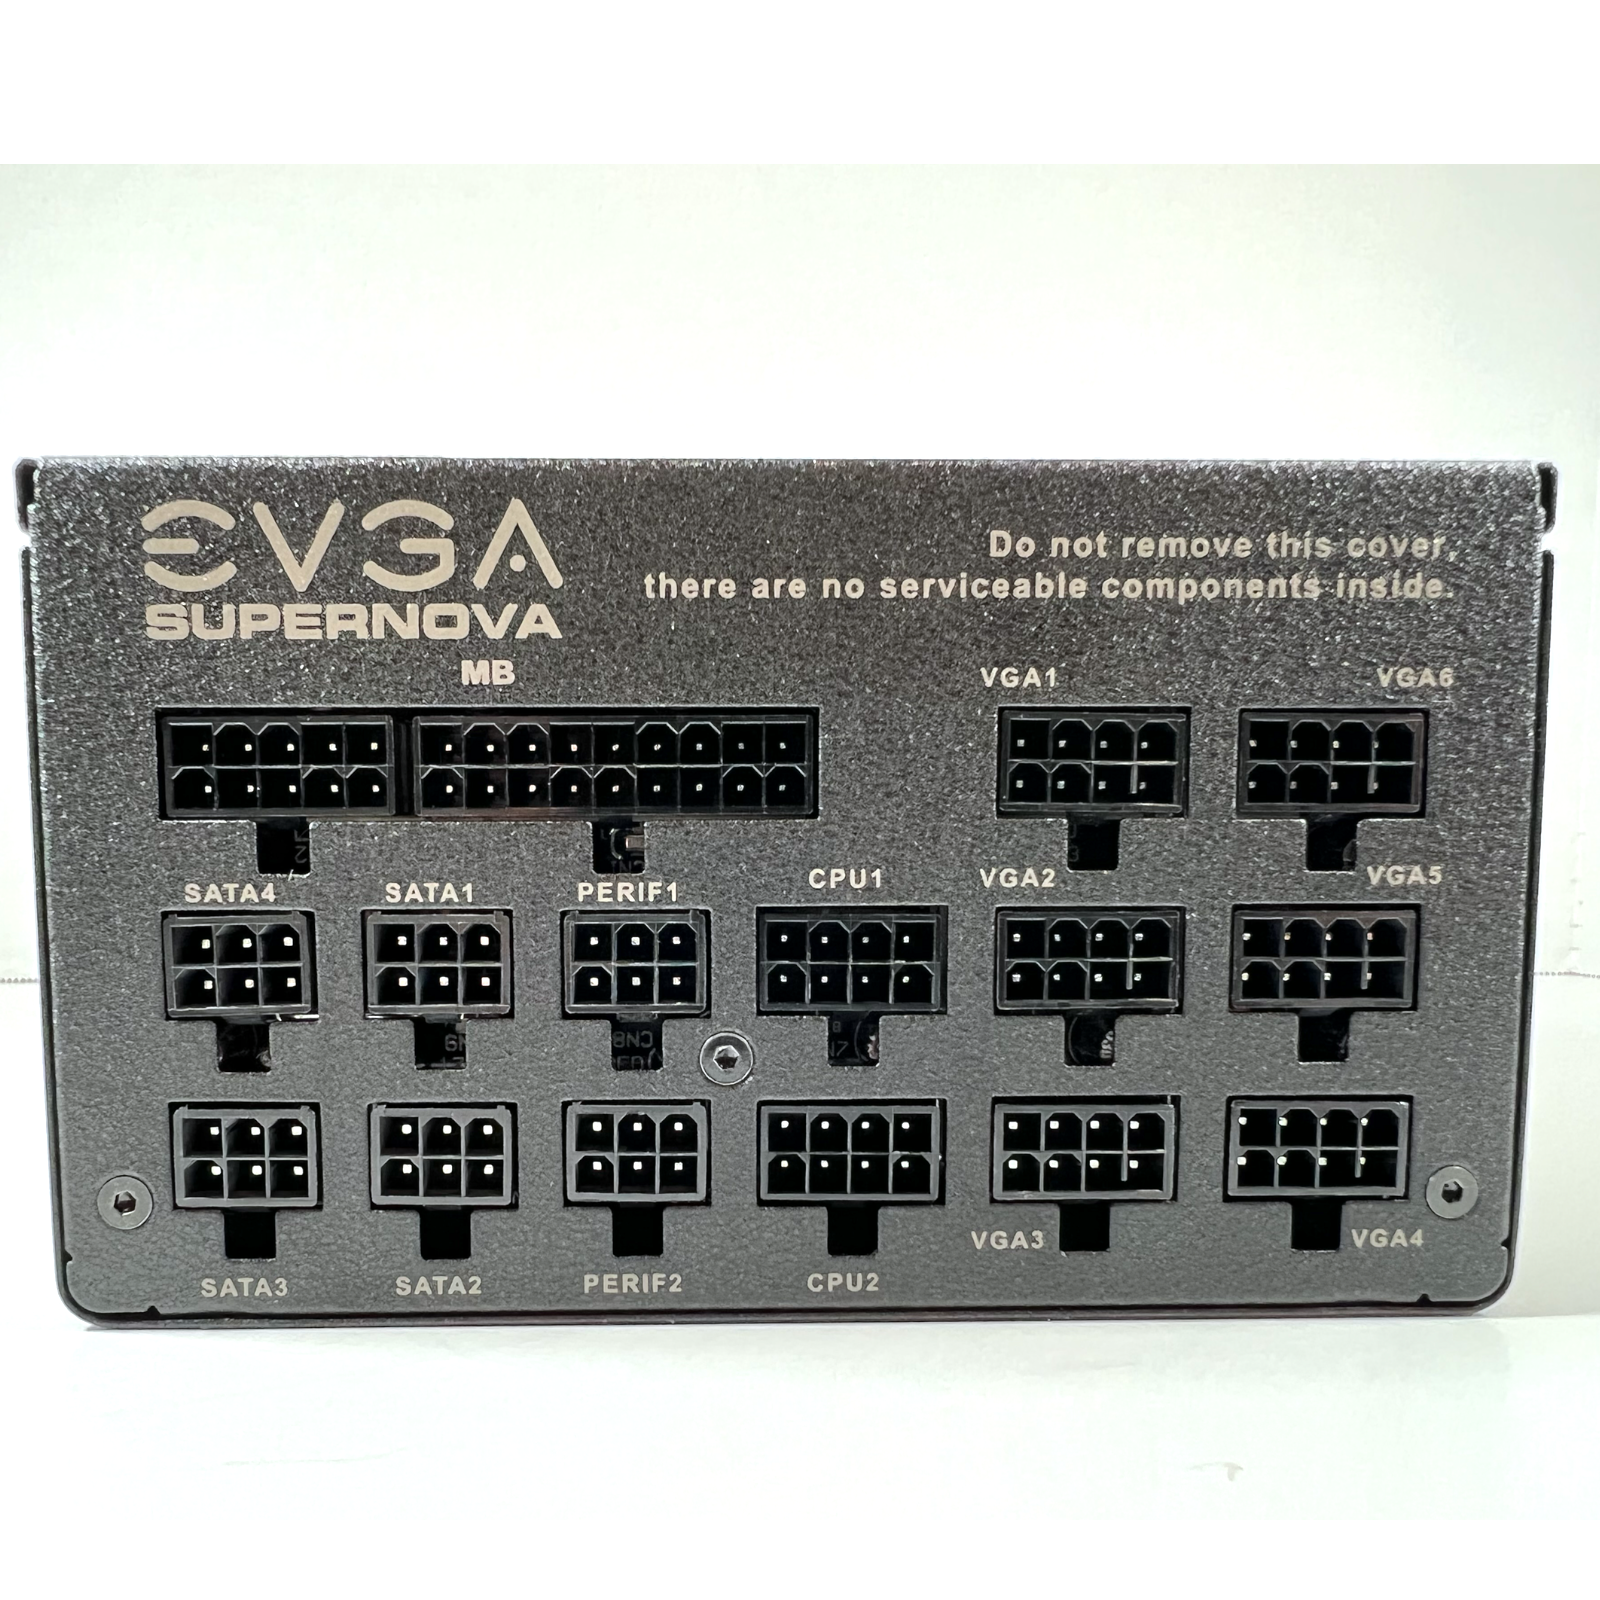 EVGA
SUPERNOVA
Do not remove this cover,
there are no serviceable components inside.
MB
VGA1
VGA6
SATA4
SATA1
PERIF1
CPU1
VGA2
VGA5
CN8
VGA3
VGA4
SATA3
SATA2
PERIF2
CPU2